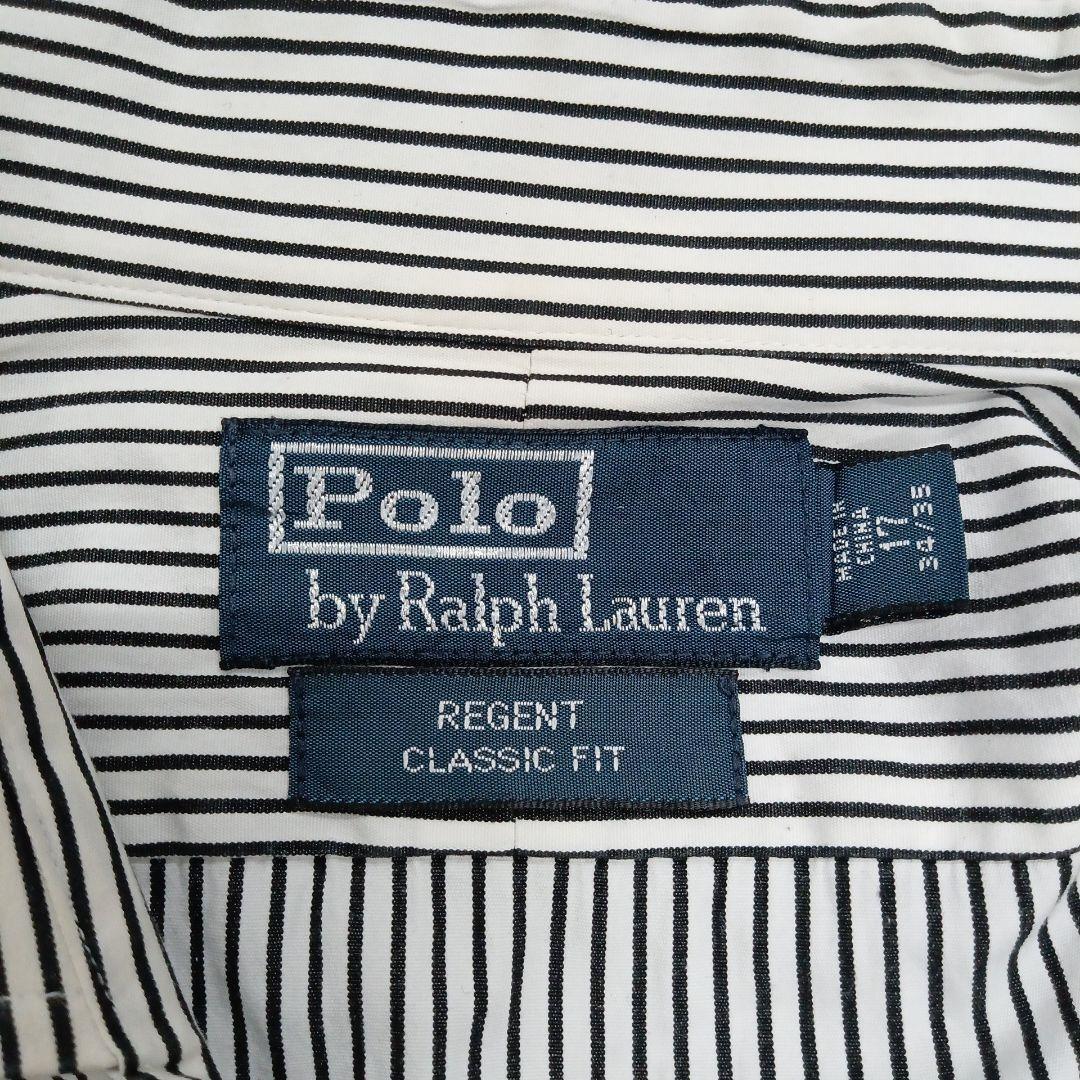 Polo
by Ralph Lauren
MADE IN
CHINA
17
34/35
REGENT
CLASSIC FIT